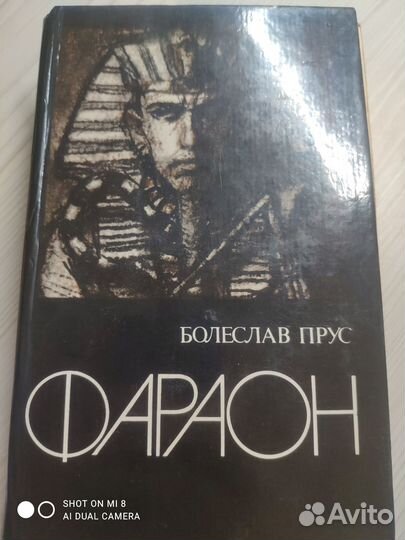 БОЛЕСЛАВ ПРУС
ФАРАОН
SHOT ON MI 8
AI DUAL CAMERA
Avito